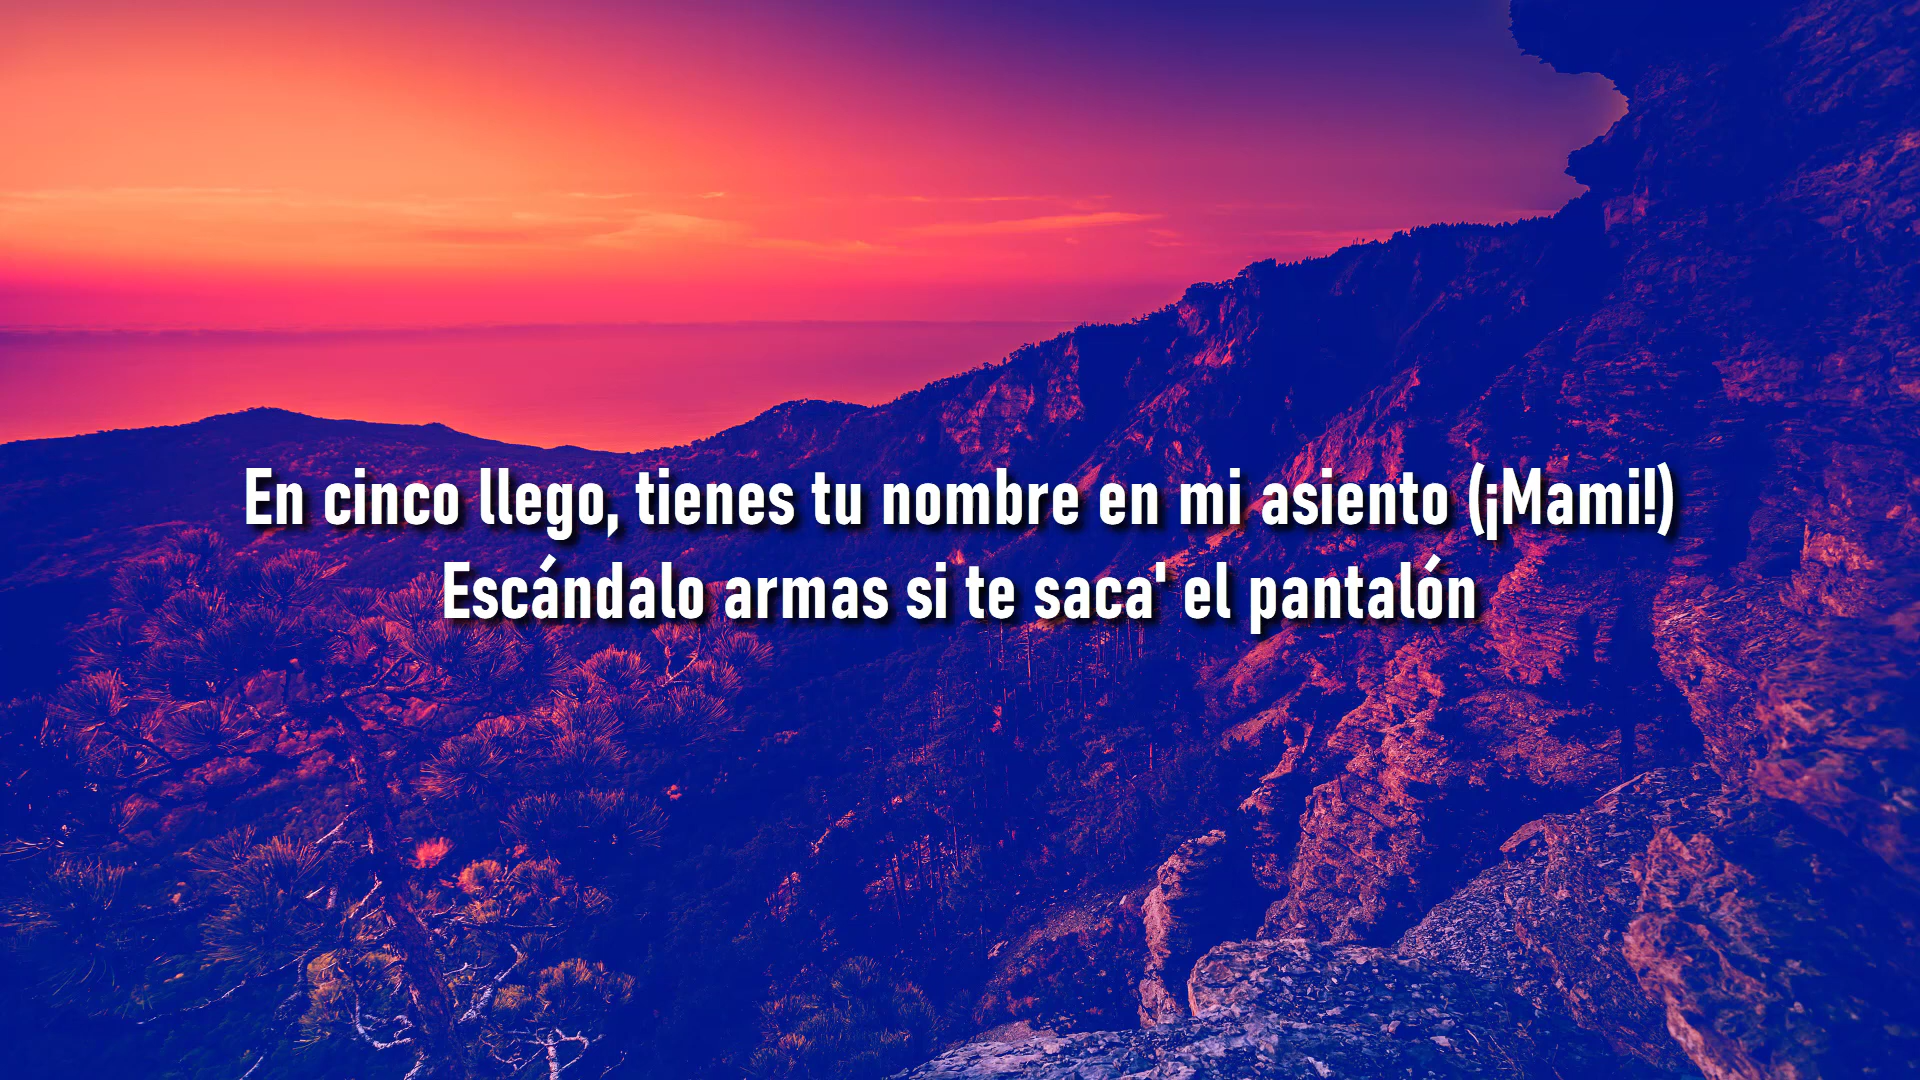 En cinco llego, tienes tu nombre en mi asiento (¡Mami!)
Escándalo armas si te saca' el pantalón